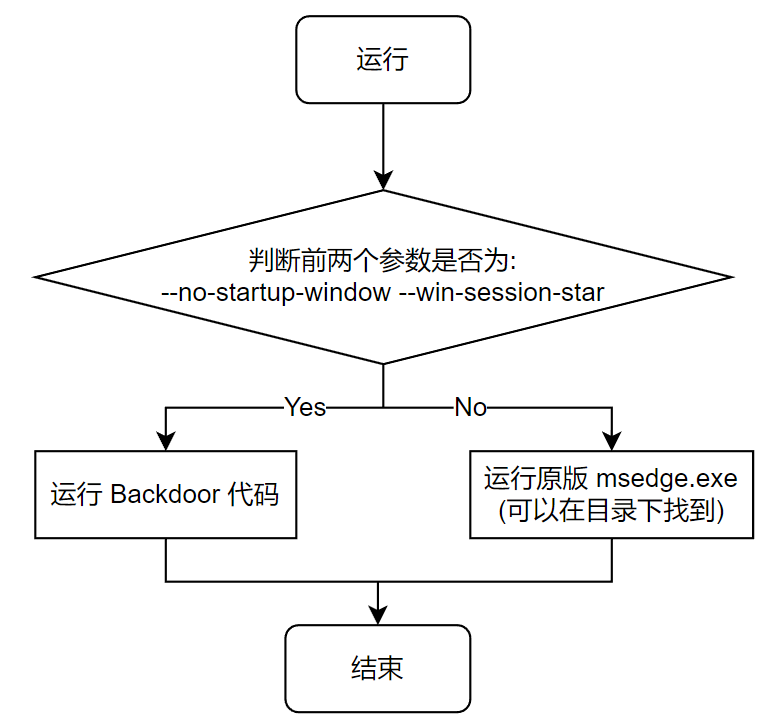 运行
判断前两个参数是否为:
--no-startup-window --win-session-star
Yes
No
运行 Backdoor 代码
运行原版 msedge.exe
(可以在目录下找到)
结束